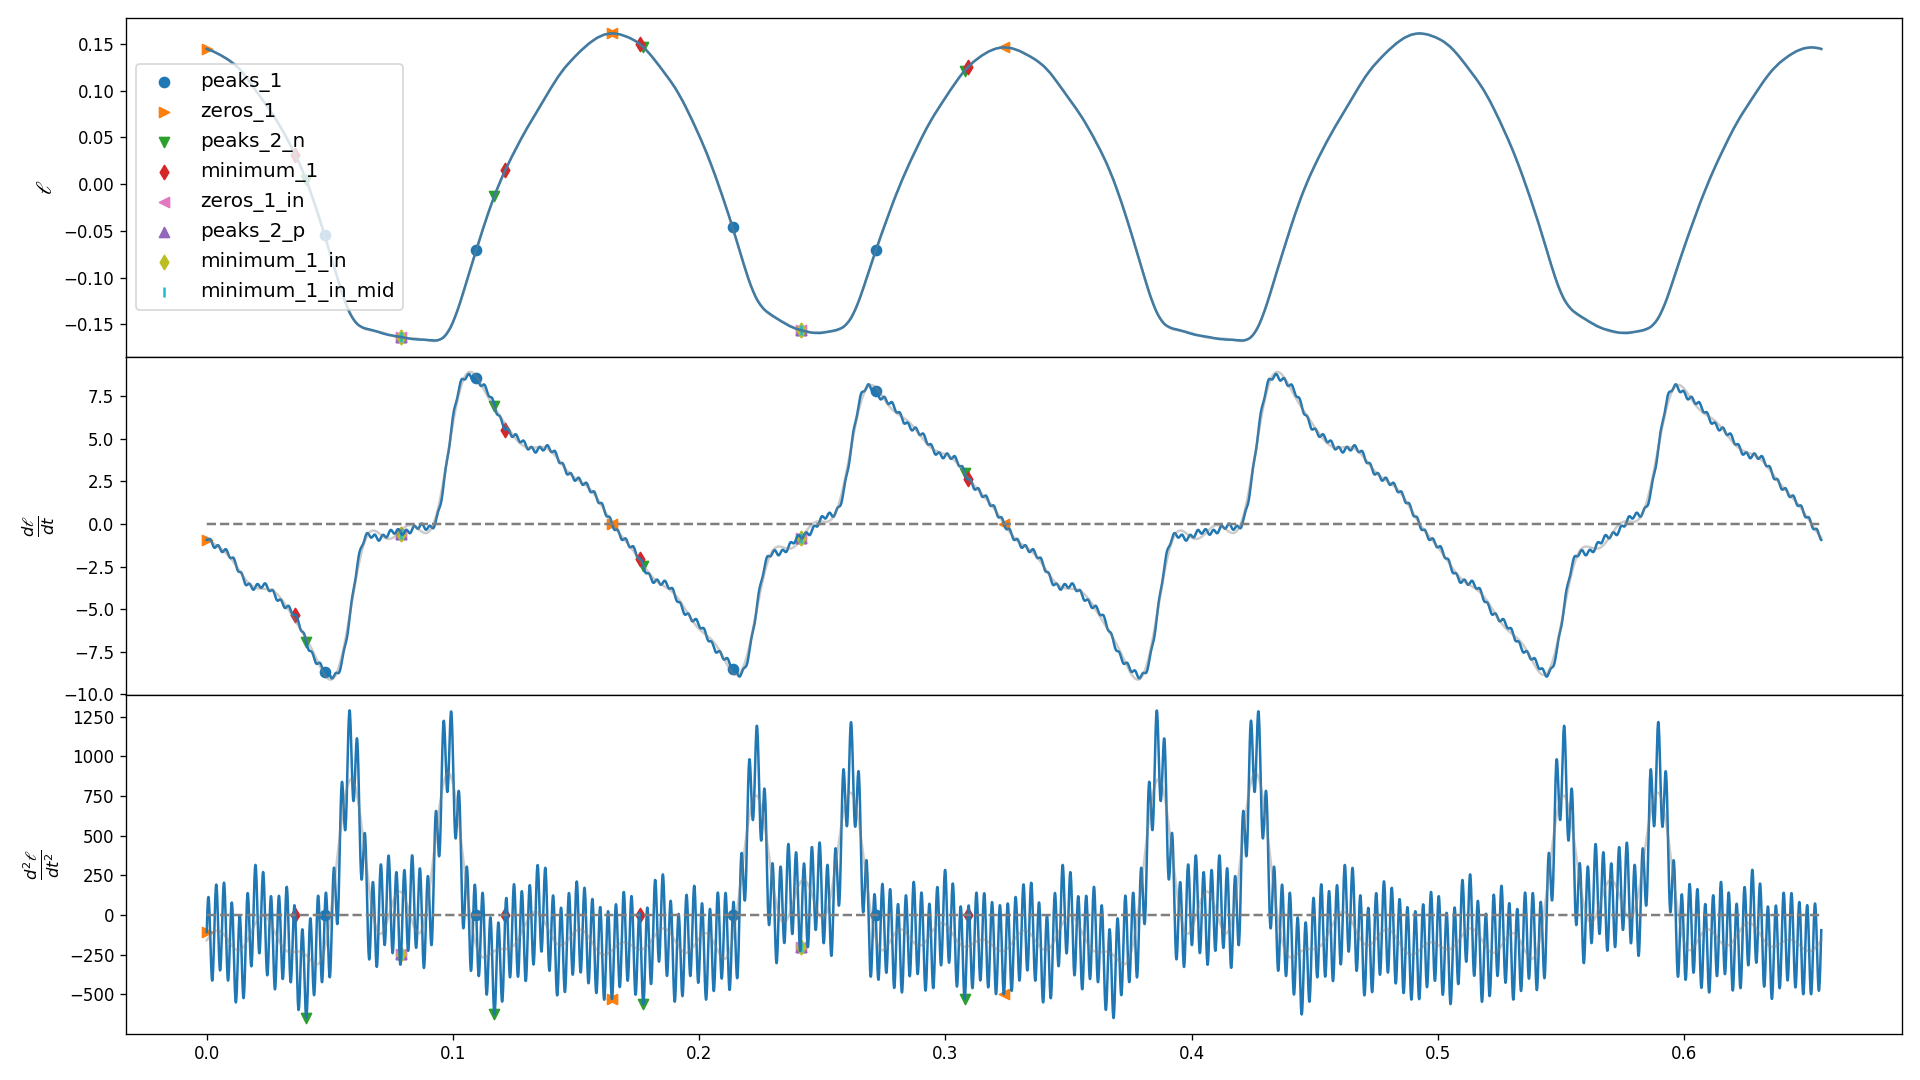 0.15
0.10
0.05
0.00
−0.05
−0.10
−0.15
ℓ
peaks_1
zeros_1
peaks_2_n
minimum_1
zeros_1_in
peaks_2_p
minimum_1_in
minimum_1_in_mid
7.5
5.0
2.5
0.0
−2.5
−5.0
−7.5
−10.0
dℓ
dt
1250
1000
750
500
250
0
−250
−500
d²ℓ
dt²
0.0 0.1 0.2 0.3 0.4 0.5 0.6